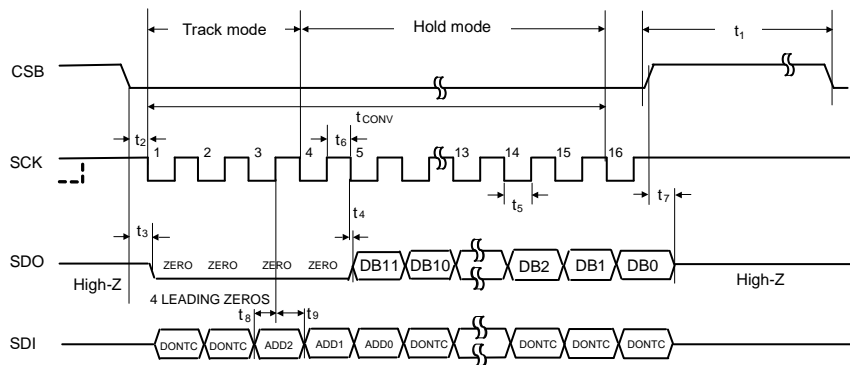 Track mode Hold mode t1
CSB
tCONV
t2 t6
SCK 1 2 3 4 5 13 14 15 16
t3 t4 t5 t7
SDO ZERO ZERO ZERO ZERO DB11 DB10 DB2 DB1 DB0
High-Z High-Z
4 LEADING ZEROS
t8 t9
SDI DONTC DONTC ADD2 ADD1 ADD0 DONTC DONTC DONTC DONTC